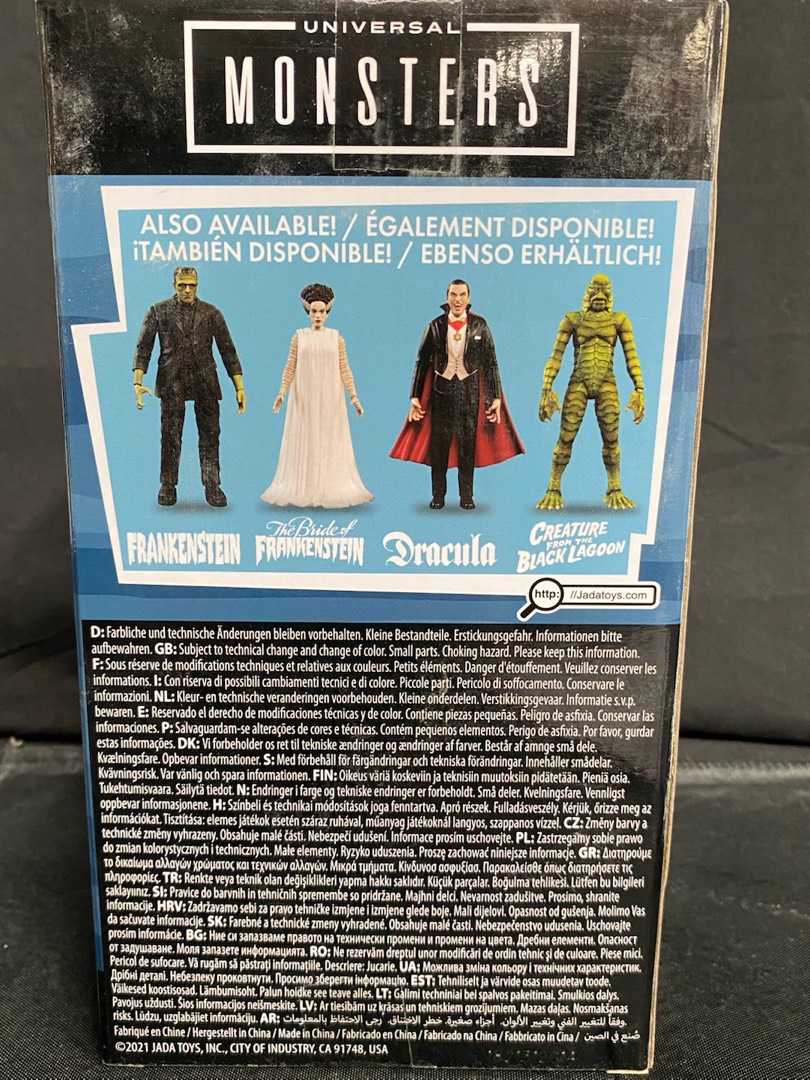 UNIVERSAL
MONSTERS
ALSO AVAILABLE! / ÉGALEMENT DISPONIBLE!
¡TAMBIÉN DISPONÍBLE! / EBENSO ERHÄLTLICH!
FRANKENSTEIN
The Bride of
FRANKENSTEIN
Dracula
CREATURE
FROM THE
BLACK LAGOON
http: //Jadatoys.com
D: Farbliche und technische Änderungen bleiben vorbehalten. Kleine Bestandteile. Erstickungsgefahr. Informationen bitte
aufbewahren. GB: Subject to technical change and change of color. Small parts. Choking hazard. Please keep this information.
F: Sous réserve de modifications techniques et relatives aux couleurs. Petits éléments. Danger d'étouffement. Veuillez conserver les
informations. I: Con riserva di possibili cambiamenti tecnici e di colore. Piccole parti. Pericolo di soffocamento. Conservare le
informazioni. NL: Kleur- en technische veranderingen voorbehouden. Kleine onderdelen. Verstikkingsgevaar. Informatie s.v.p.
bewaren. E: Reservado el derecho de modificaciones técnicas y de color. Contiene piezas pequeñas. Peligro de asfixia. Conservar las
informaciones. P: Salvaguardam-se alterações de cores e técnicas. Contém pequenos elementos. Perigo de asfixia. Por favor, gurdar
estas informações. DK: Vi forbeholder os ret til tekniske ændringer og ændringer af farver. Består af amnge små dele.
Kvælningsfare. Opbevar informationer. S: Med förbehåll för färgändringar och tekniska förändringar. Innehåller smådelar.
Kvävningsrisk. Var vänlig och spara informationen. FIN: Oikeus väriä koskeviin ja teknisiin muutoksiin pidätetään. Pieniä osia.
Tukehtumisvaara. Säilytä tiedot. N: Endringer i farge og tekniske endringer er forbeholdt. Små deler. Kvelningsfare. Vennligst
oppbevar informasjonene. H: Színbeli és technikai módosítások joga fenntartva. Apró részek. Fulladásveszély. Kérjük, őrizze meg az
információkat. Tisztítása: elemes játékok esetén száraz ruhával, műanyag játékoknál langyos, szappanos vízzel. CZ: Změny barvy a
technické změny vyhrazeny. Obsahuje malé části. Nebezpečí udušení. Informace prosím uschovejte. PL: Zastrzegamy sobie prawo
do zmian kolorystycznych i technicznych. Małe elementy. Ryzyko uduszenia. Proszę zachować niniejsze informacje. GR: Διατηρούμε
το δικαίωμα αλλαγών χρώματος και τεχνικών αλλαγών. Μικρά τμήματα. Κίνδυνοα ασφυξίας. Παρακαλείσθε όπως διατηρήσετε τις
πληροφορίες. TR: Renkte veya teknik olan değişiklikleri yapma hakkı saklıdır. Küçük parçalar. Boğulma tehlikesi. Lütfen bu bilgileri
saklayınız. SI: Pravice do barvnih in tehničnih sprememb so pridržane. Majhni delci. Nevarnost zadušitve. Prosimo, shranite
informacije. HRV: Zadržavamo sebi za pravo tehničke izmjene i izmjene glede boje. Mali dijelovi. Opasnost od gušenja. Molimo Vas
da sačuvate informacije. SK: Farebné a technické zmeny vyhradené. Obsahuje malé časti. Nebezpečenstvo udusenia. Uschovajte
prosím informácie. BG: Ние си запазваме правото на технически промени и промени на цвета. Дребни елементи. Опасност
от задушаване. Моля запазете информацията. RO: Ne rezervăm dreptul unor modificări de ordin tehnic şi de culoare. Piese mici.
Pericol de sufocare. Vă rugăm să păstraţi informaţiile. Descriere: Jucarie. UA: Можлива зміна кольору і технічних характеристик.
Дрібні деталі. Небезпеку проковтнути. Просимо зберегти інформацію. EST: Tehniliselt ja värvide osas muudetav toode.
Väikesed koostisosad. Lämbumisoht. Palun hoidke see teave alles. LT: Galimi techniniai bei spalvos pakeitimai. Smulkios dalys.
Pavojus uždusti. Šios informacijos neišmeskite. LV: Ar tiesībām uz krāsas un tehniskiem grozījumiem. Mazas daļas. Nosmakšanas
risks. Lūdzu, uzglabājiet informāciju. AR: وفقًا للتغيير الفني وتغيير الألوان. أجزاء صغيرة. خطر الاختناق. رجى الاحتفاظ بالمعلومات.
Fabriqué en Chine / Hergestellt in China / Made in China / Fabricado en China / Fabricado na China / Fabbricato in Cina / صُنع في الصين
©2021 JADA TOYS, INC., CITY OF INDUSTRY, CA 91748, USA